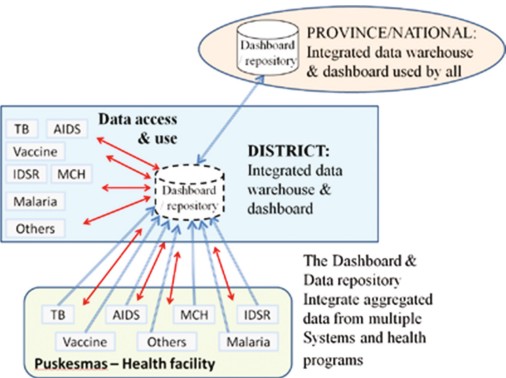 Dashboard
/ repository
PROVINCE/NATIONAL:
Integrated data warehouse
& dashboard used by all
Data access
& use
TB AIDS
Vaccine
IDSR MCH
Malaria
Others
Dashboard
/ repository
DISTRICT:
Integrated data
warehouse &
dashboard
The Dashboard &
Data repository
Integrate aggregated
data from multiple
Systems and health
programs
TB AIDS MCH IDSR
Vaccine Others Malaria
Puskesmas – Health facility